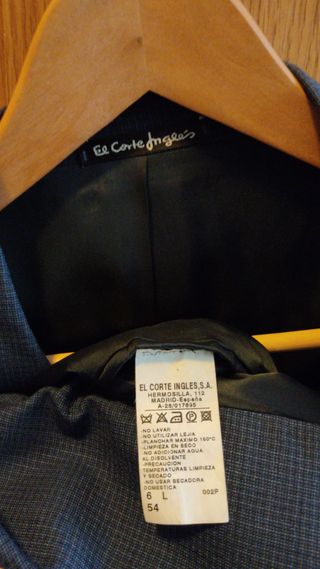 El Corte Inglés
EL CORTE INGLES,S.A.
HERMOSILLA, 112
MADRID-España
A-28/017895
-NO LAVAR
-NO UTILIZAR LEJIA
-PLANCHAR MAXIMO 150ºC
-LIMPIEZA EN SECO
-NO ADICIONAR AGUA
AL DISOLVENTE
-PRECAUCION
TEMPERATURAS LIMPIEZA
Y SECADO
-NO USAR SECADORA
DOMESTICA
6 L 002P
54